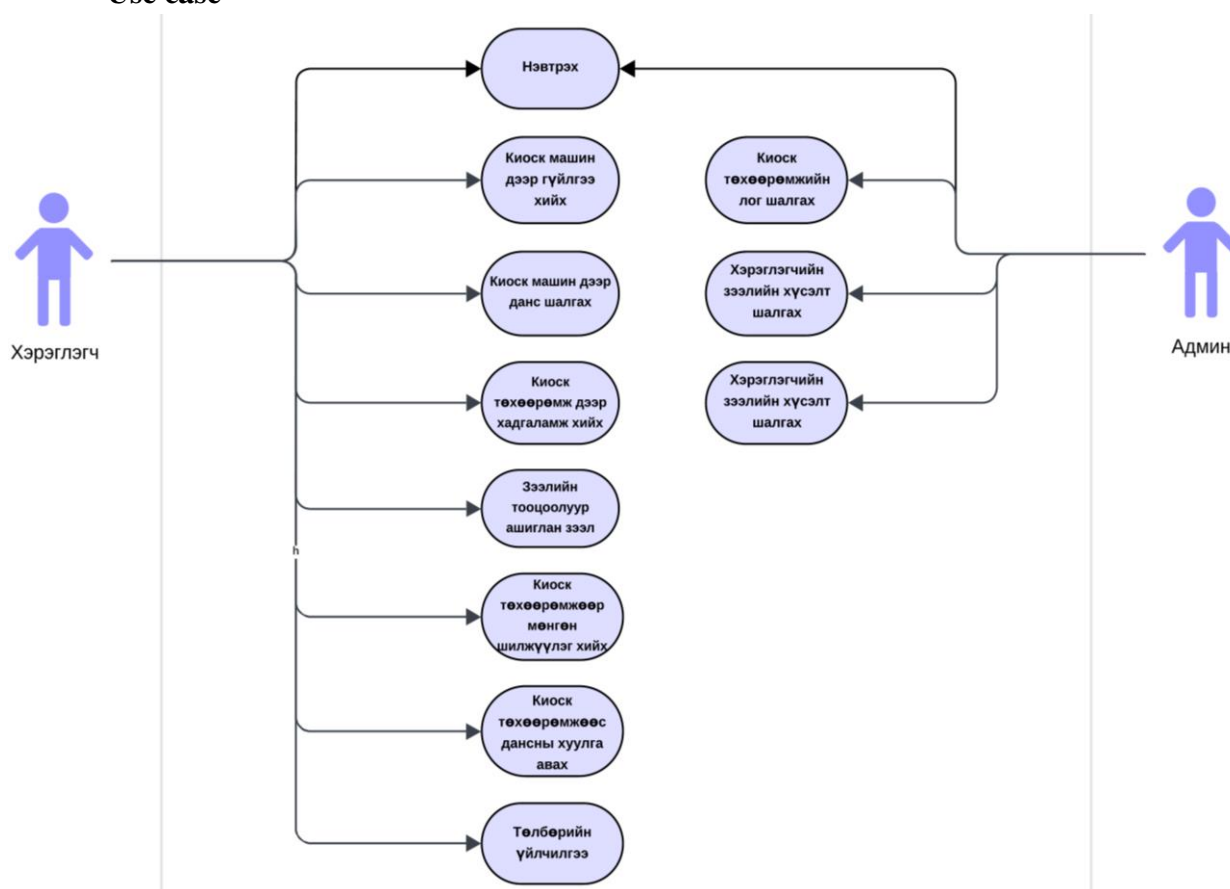 Use case
Нэвтрэх
Киоск машин
дээр гүйлгээ
хийх
Киоск
төхөөрөмжийн
лог шалгах
Киоск машин дээр
данс шалгах
Хэрэглэгчийн
зээлийн хүсэлт
шалгах
Хэрэглэгч
Админ
Киоск
төхөөрөмж дээр
хадгаламж хийх
Хэрэглэгчийн
зээлийн хүсэлт
шалгах
Зээлийн
тооцоолуур
ашиглан зээл
h
Киоск
төхөөрөмжөөр
мөнгөн
шилжүүлэг хийх
Киоск
төхөөрөмжөөс
дансны хуулга
авах
Төлбөрийн
үйлчилгээ